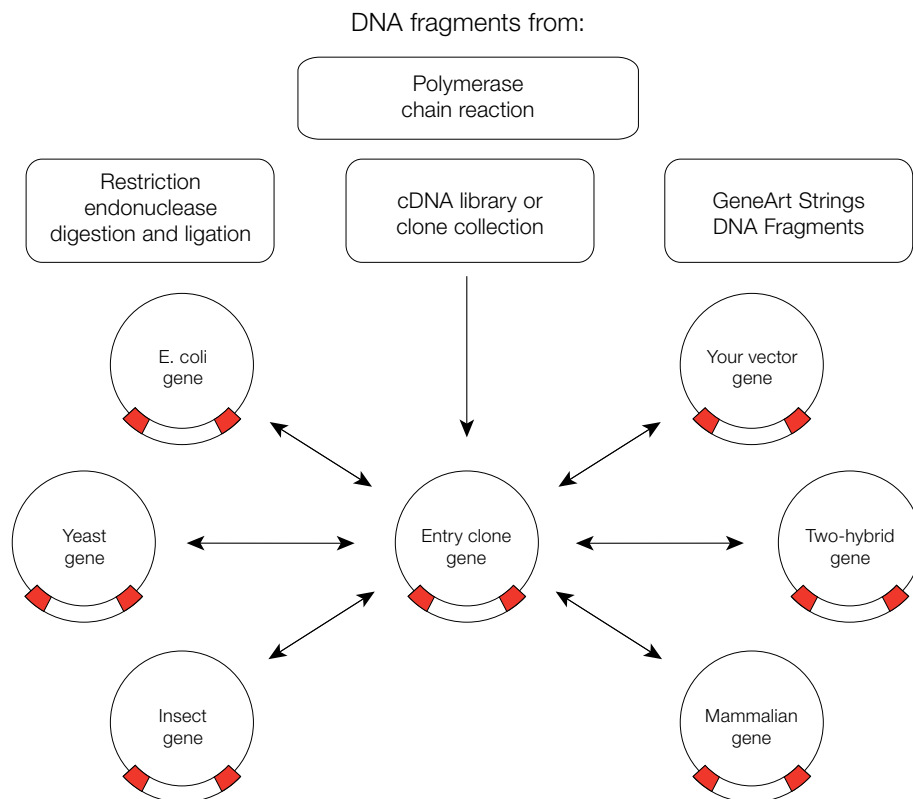 DNA fragments from:
Polymerase
chain reaction
Restriction
endonuclease
digestion and ligation
cDNA library or
clone collection
GeneArt Strings
DNA Fragments
E. coli
gene
Your vector
gene
Yeast
gene
Entry clone
gene
Two-hybrid
gene
Insect
gene
Mammalian
gene